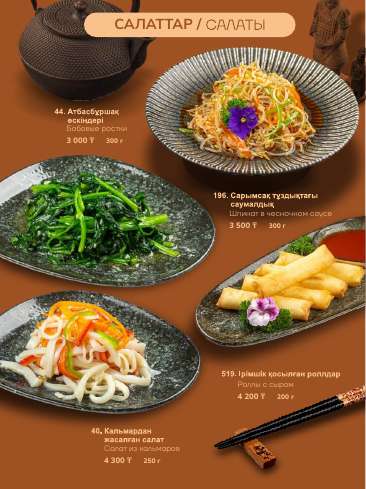 САЛАТТАР / САЛАТЫ
44. Атбасбұршақ
өскіндері
Бобовые ростки
3 000 ₸ 300 г
196. Сарымсақ тұздықтағы
саумалдық
Шпинат в чесночном соусе
3 500 ₸ 300 г
519. Ірімшік қосылған роллдар
Роллы с сыром
4 200 ₸ 200 г
40. Кальмардан
жасалған салат
Салат из кальмаров
4 300 ₸ 250 г